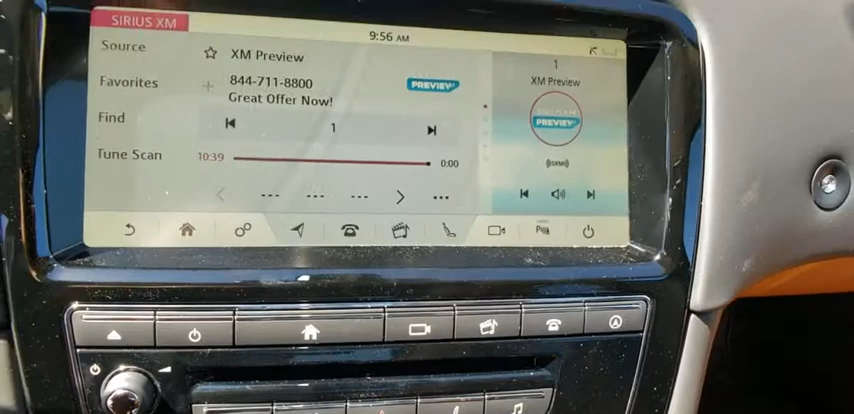 SIRIUS XM
9:56 AM
Source
XM Preview
Favorites
844-711-8800
Great Offer Now!
PREVIEW
Find
1
Tune Scan
10:39
0:00
--- --- ---
1
XM Preview
PREVIEW
((SXM))